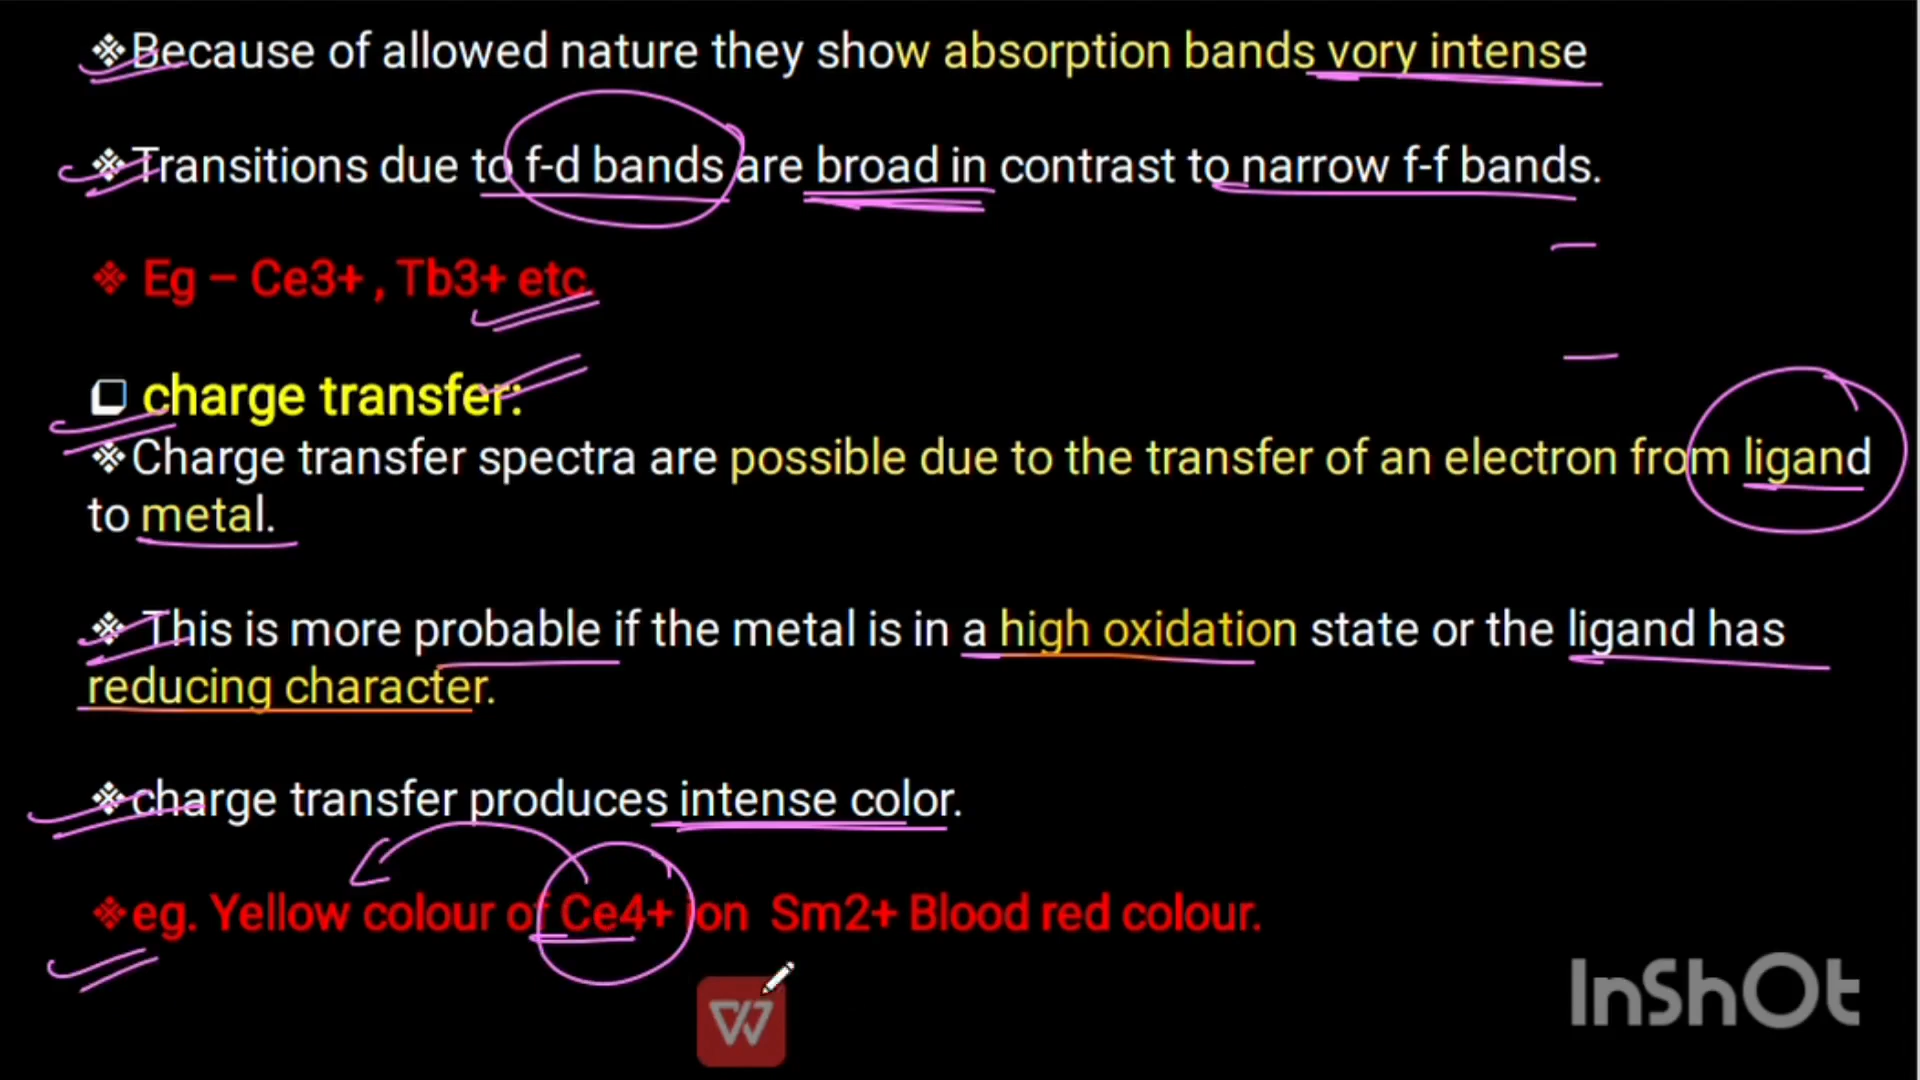 Because of allowed nature they show absorption bands vory intense
Transitions due to f-d bands are broad in contrast to narrow f-f bands.
Eg – Ce3+ , Tb3+ etc.
charge transfer:
Charge transfer spectra are possible due to the transfer of an electron from ligand
to metal.
This is more probable if the metal is in a high oxidation state or the ligand has
reducing character.
charge transfer produces intense color.
eg. Yellow colour of Ce4+ ion Sm2+ Blood red colour.
InShOt
W